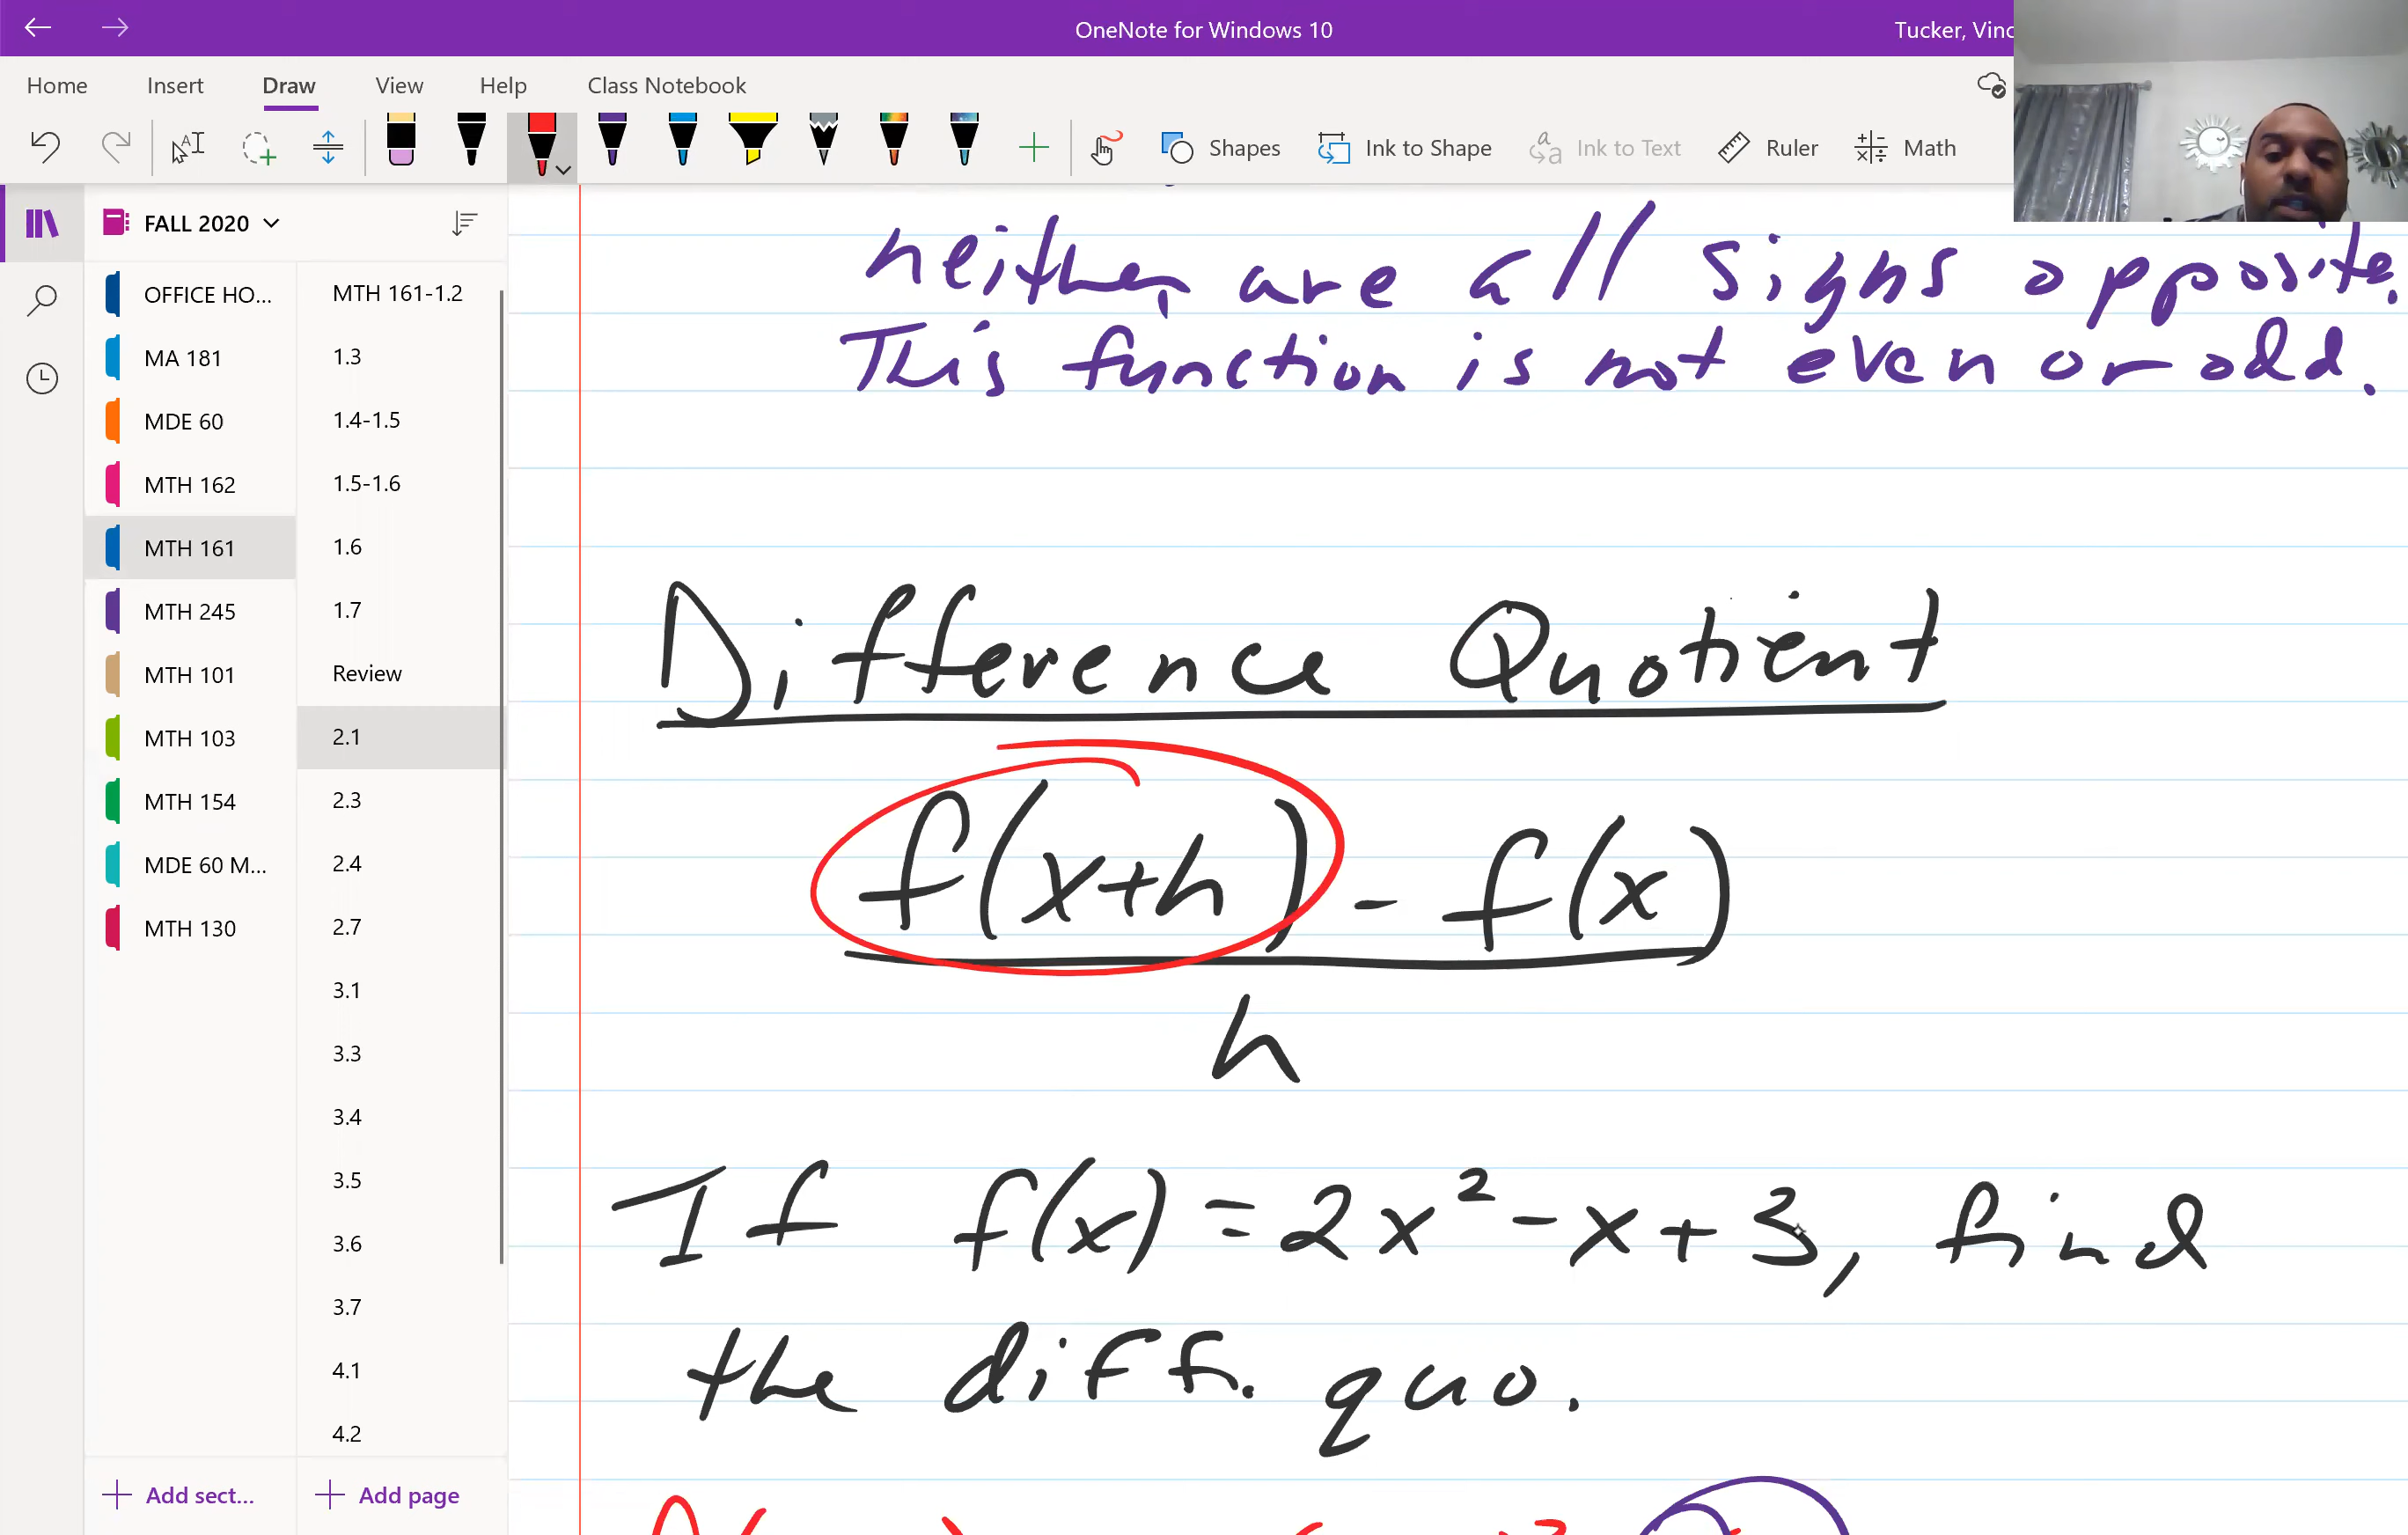 OneNote for Windows 10
Tucker, Vinc
Home Insert Draw View Help Class Notebook
Shapes Ink to Shape Ink to Text Ruler Math
FALL 2020
OFFICE HO...
MA 181
MDE 60
MTH 162
MTH 161
MTH 245
MTH 101
MTH 103
MTH 154
MDE 60 M...
MTH 130
Add sect...
MTH 161-1.2
1.3
1.4-1.5
1.5-1.6
1.6
1.7
Review
2.1
2.3
2.4
2.7
3.1
3.3
3.4
3.5
3.6
3.7
4.1
4.2
Add page
neither are all signs opposite.
This function is not even or odd.
Difference Quotient
f(x+h) - f(x)
h
If f(x) = 2x² - x + 3, find
the diff. quo.